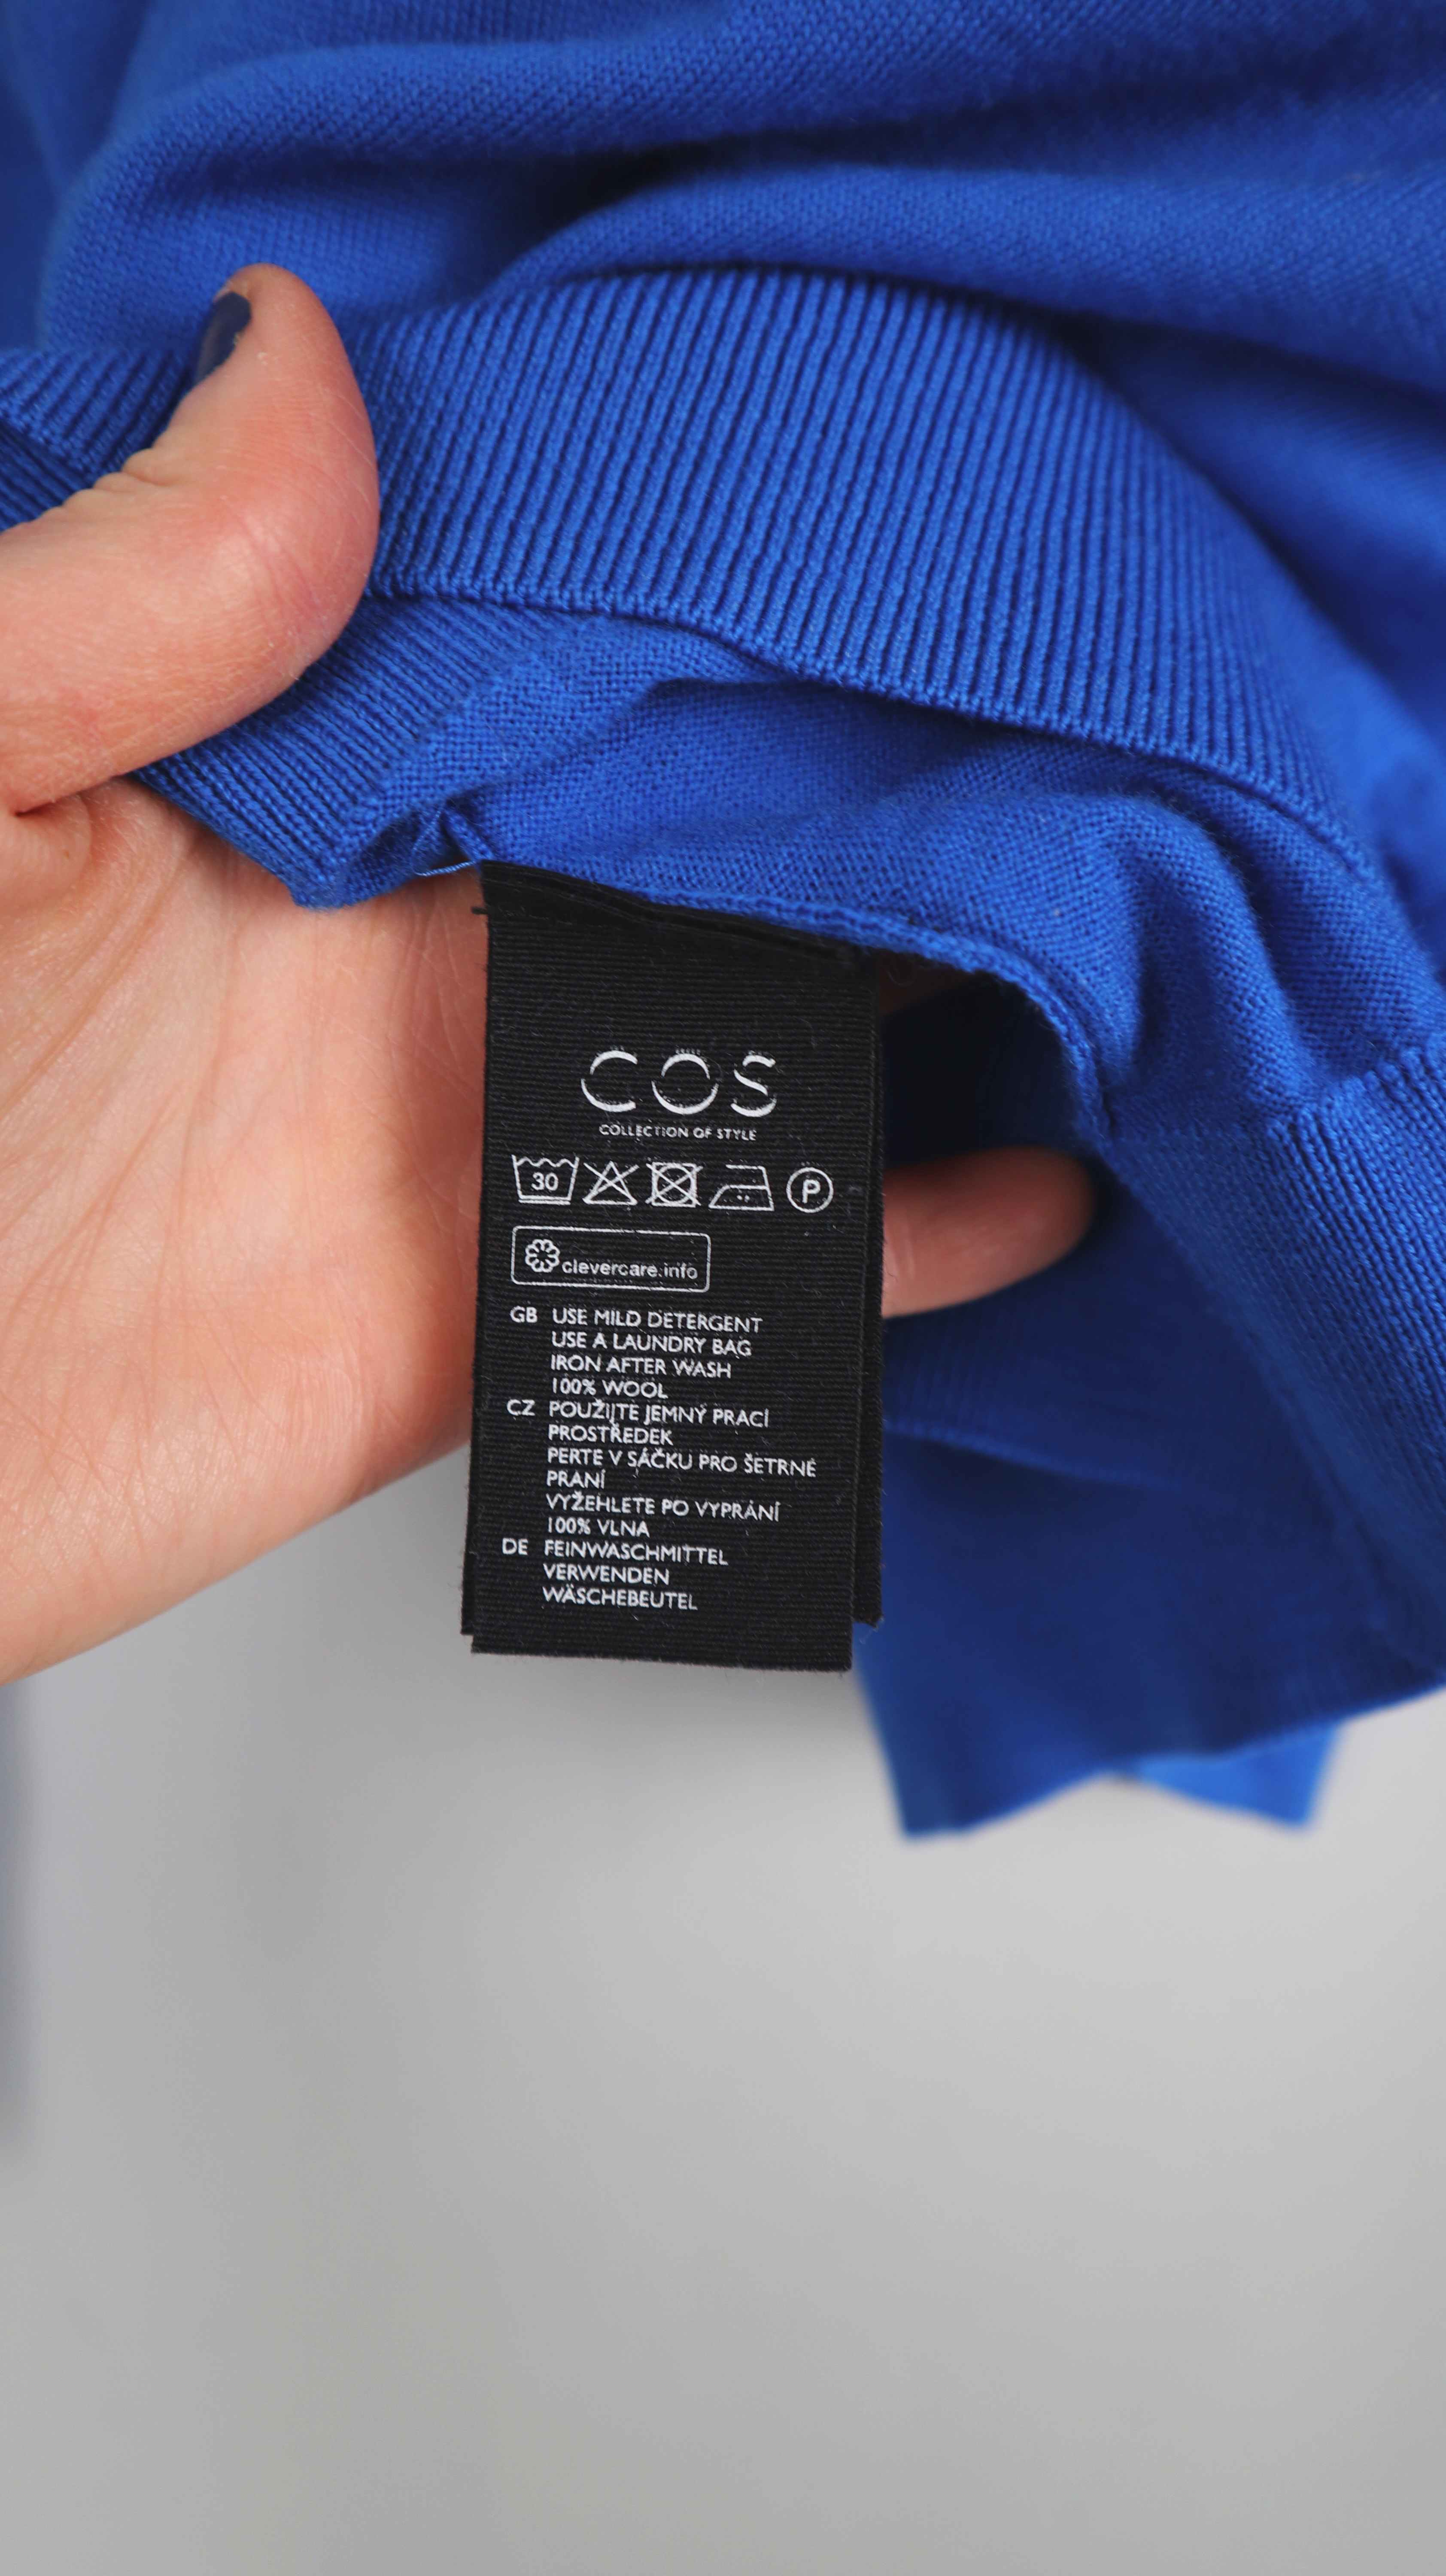 COS
COLLECTION OF STYLE
30 P
clevercare.info
GB USE MILD DETERGENT
USE A LAUNDRY BAG
IRON AFTER WASH
100% WOOL
CZ POUŽIJTE JEMNÝ PRACÍ
PROSTŘEDEK
PERTE V SÁČKU PRO ŠETRNÉ
PRANÍ
VYŽEHLETE PO VYPRÁNÍ
100% VLNA
DE FEINWASCHMITTEL
VERWENDEN
WÄSCHEBEUTEL